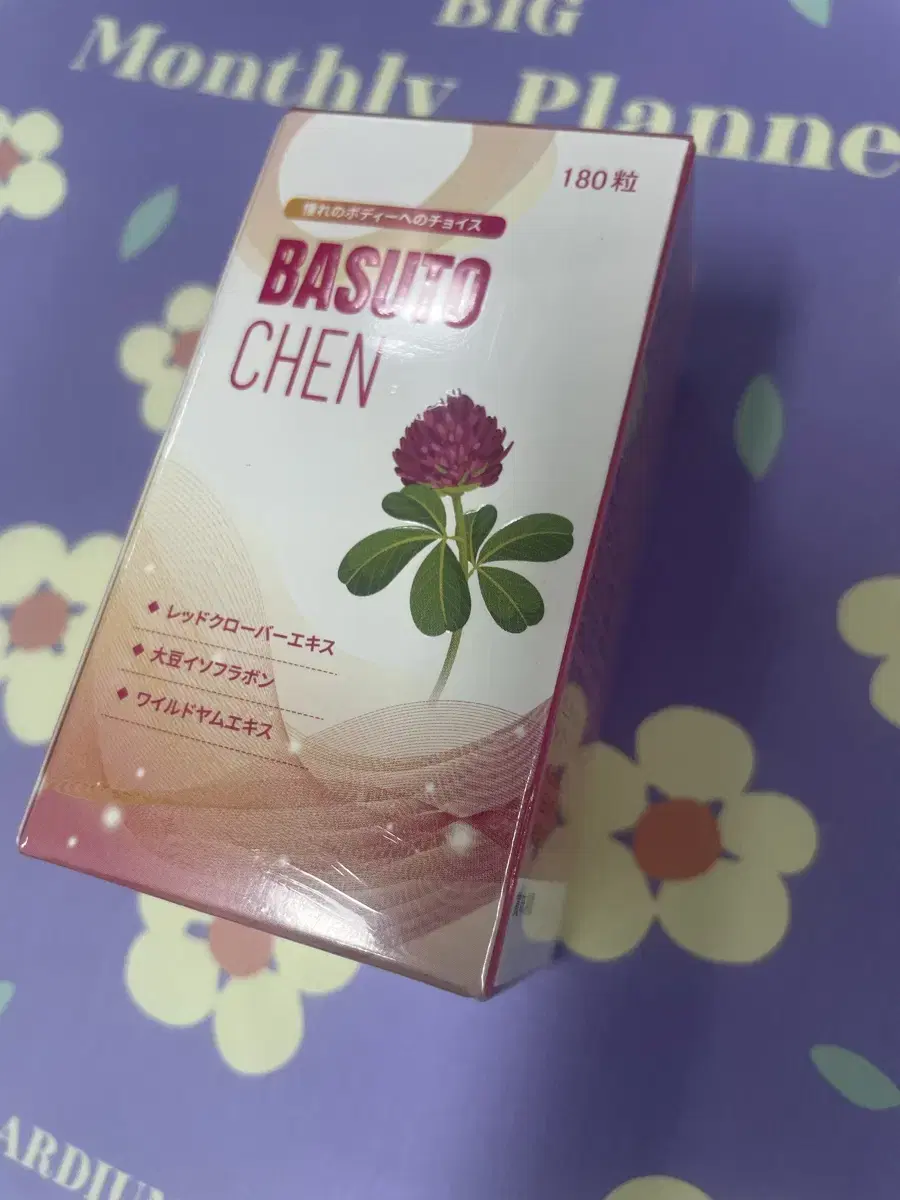 BIG
Monthly Planne
180粒
憧れのボディーへのチョイス
BASUTO
CHEN
レッドクローバーエキス
大豆イソフラボン
ワイルドヤムエキス
ARDIUM